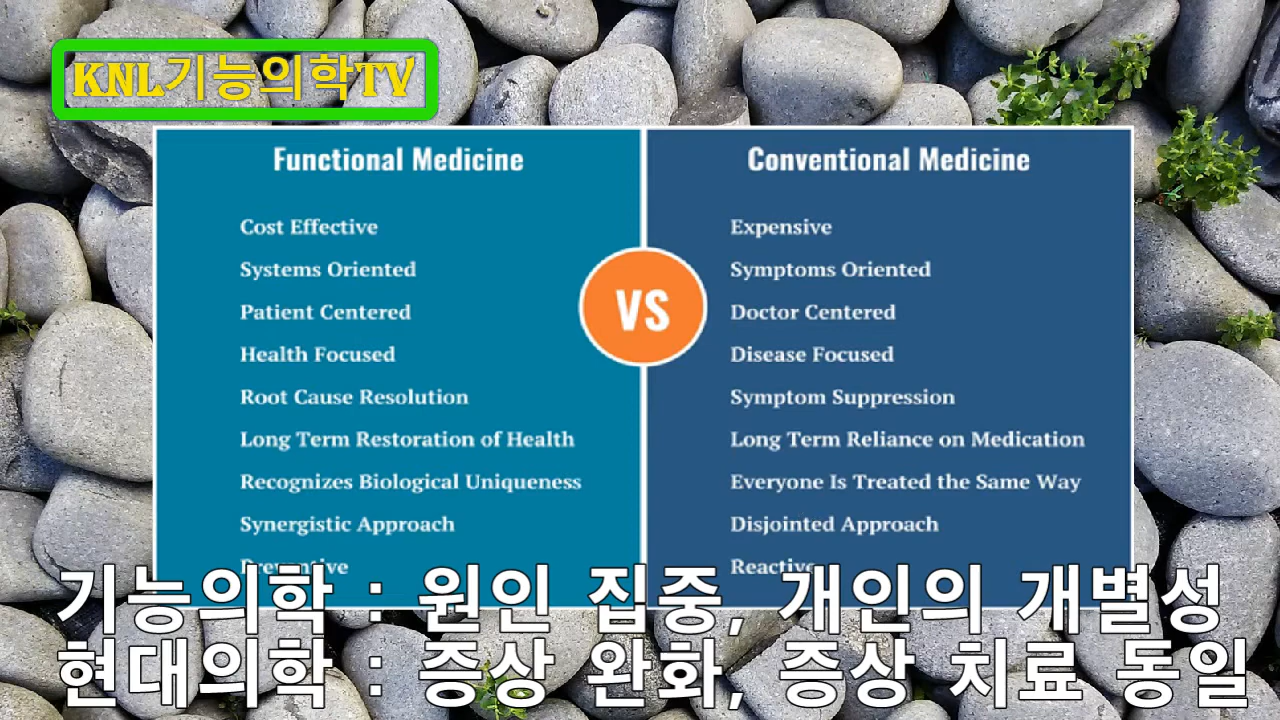 KNL기능의학TV
Functional Medicine
Cost Effective
Systems Oriented
Patient Centered
Health Focused
Root Cause Resolution
Long Term Restoration of Health
Recognizes Biological Uniqueness
Synergistic Approach
Preventive
VS
Conventional Medicine
Expensive
Symptoms Oriented
Doctor Centered
Disease Focused
Symptom Suppression
Long Term Reliance on Medication
Everyone Is Treated the Same Way
Disjointed Approach
Reactive
기능의학 : 원인 집중, 개인의 개별성
현대의학 : 증상 완화, 증상 치료 동일